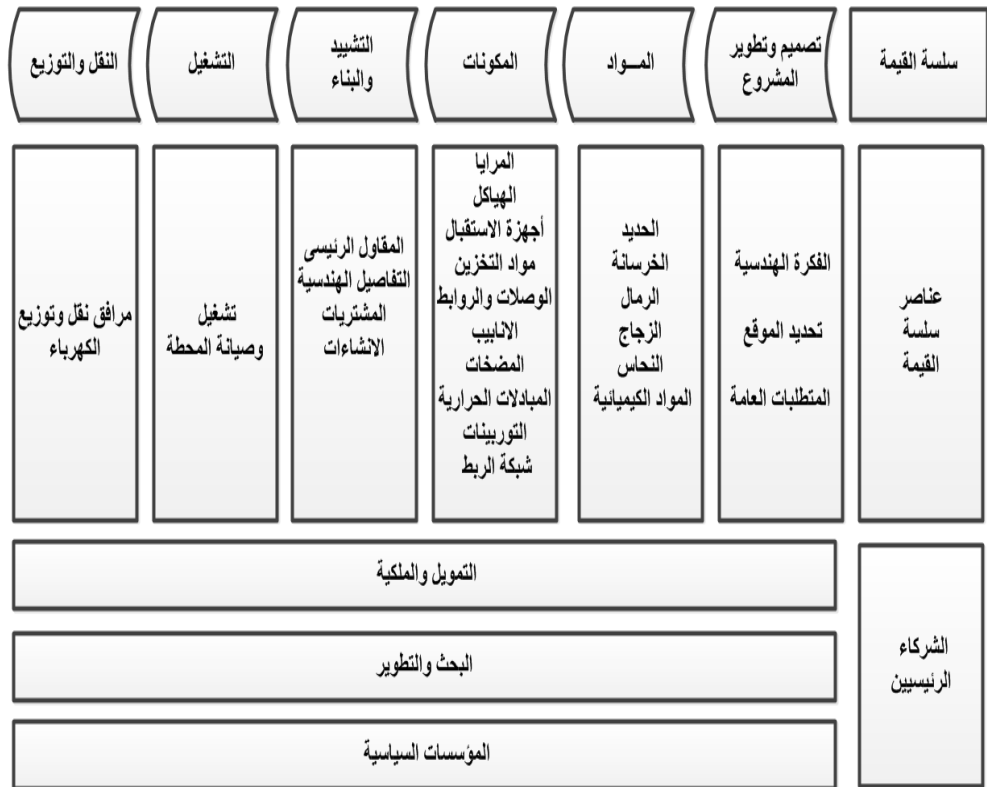 سلسة القيمة
تصميم وتطوير
المشروع
المـــواد
المكونات
التشييد
والبناء
التشغيل
النقل والتوزيع
عناصر
سلسة
القيمة
الفكرة الهندسية
تحديد الموقع
المتطلبات العامة
الحديد
الخرسانة
الرمال
الزجاج
النحاس
المواد الكيميائية
المرايا
الهياكل
أجهزة الاستقبال
مواد التخزين
الوصلات والروابط
الانابيب
المضخات
المبادلات الحرارية
التوربينات
شبكة الربط
المقاول الرئيسى
التفاصيل الهندسية
المشتريات
الانشاءات
تشغيل
وصيانة المحطة
مرافق نقل وتوزيع
الكهرباء
الشركاء
الرئيسيين
التمويل والملكية
البحث والتطوير
المؤسسات السياسية